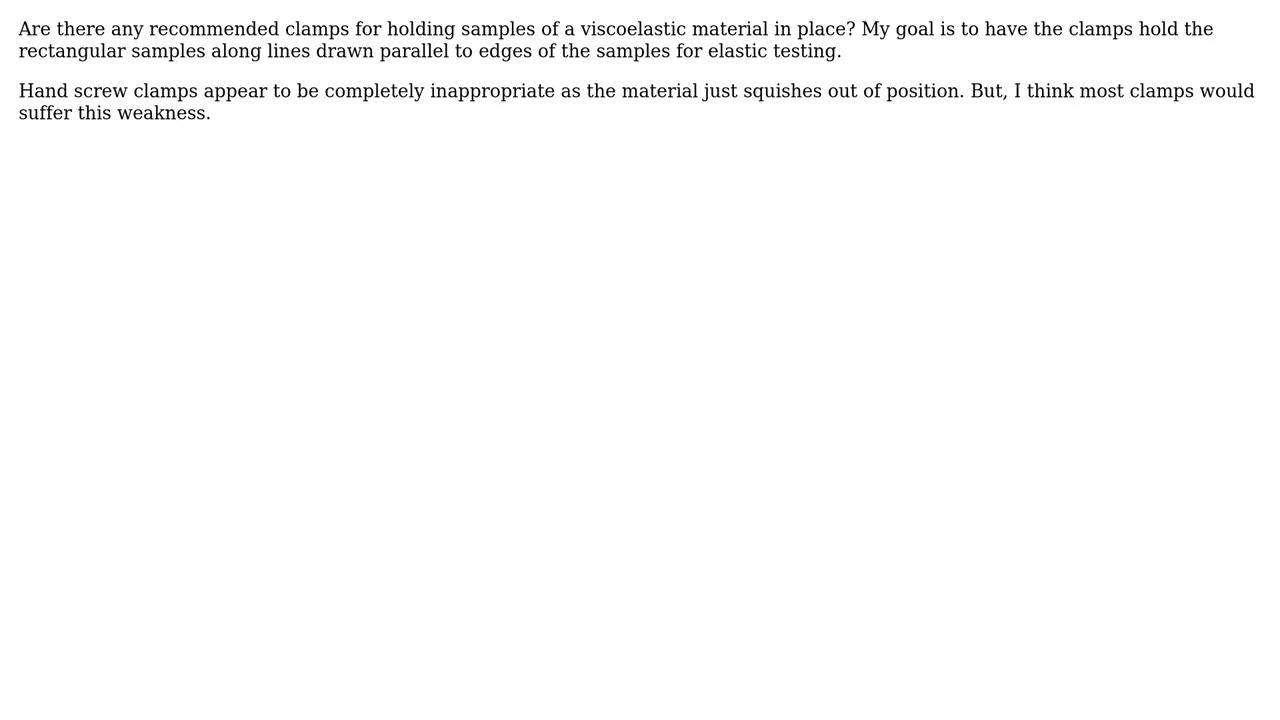 Are there any recommended clamps for holding samples of a viscoelastic material in place? My goal is to have the clamps hold the
rectangular samples along lines drawn parallel to edges of the samples for elastic testing.
Hand screw clamps appear to be completely inappropriate as the material just squishes out of position. But, I think most clamps would
suffer this weakness.